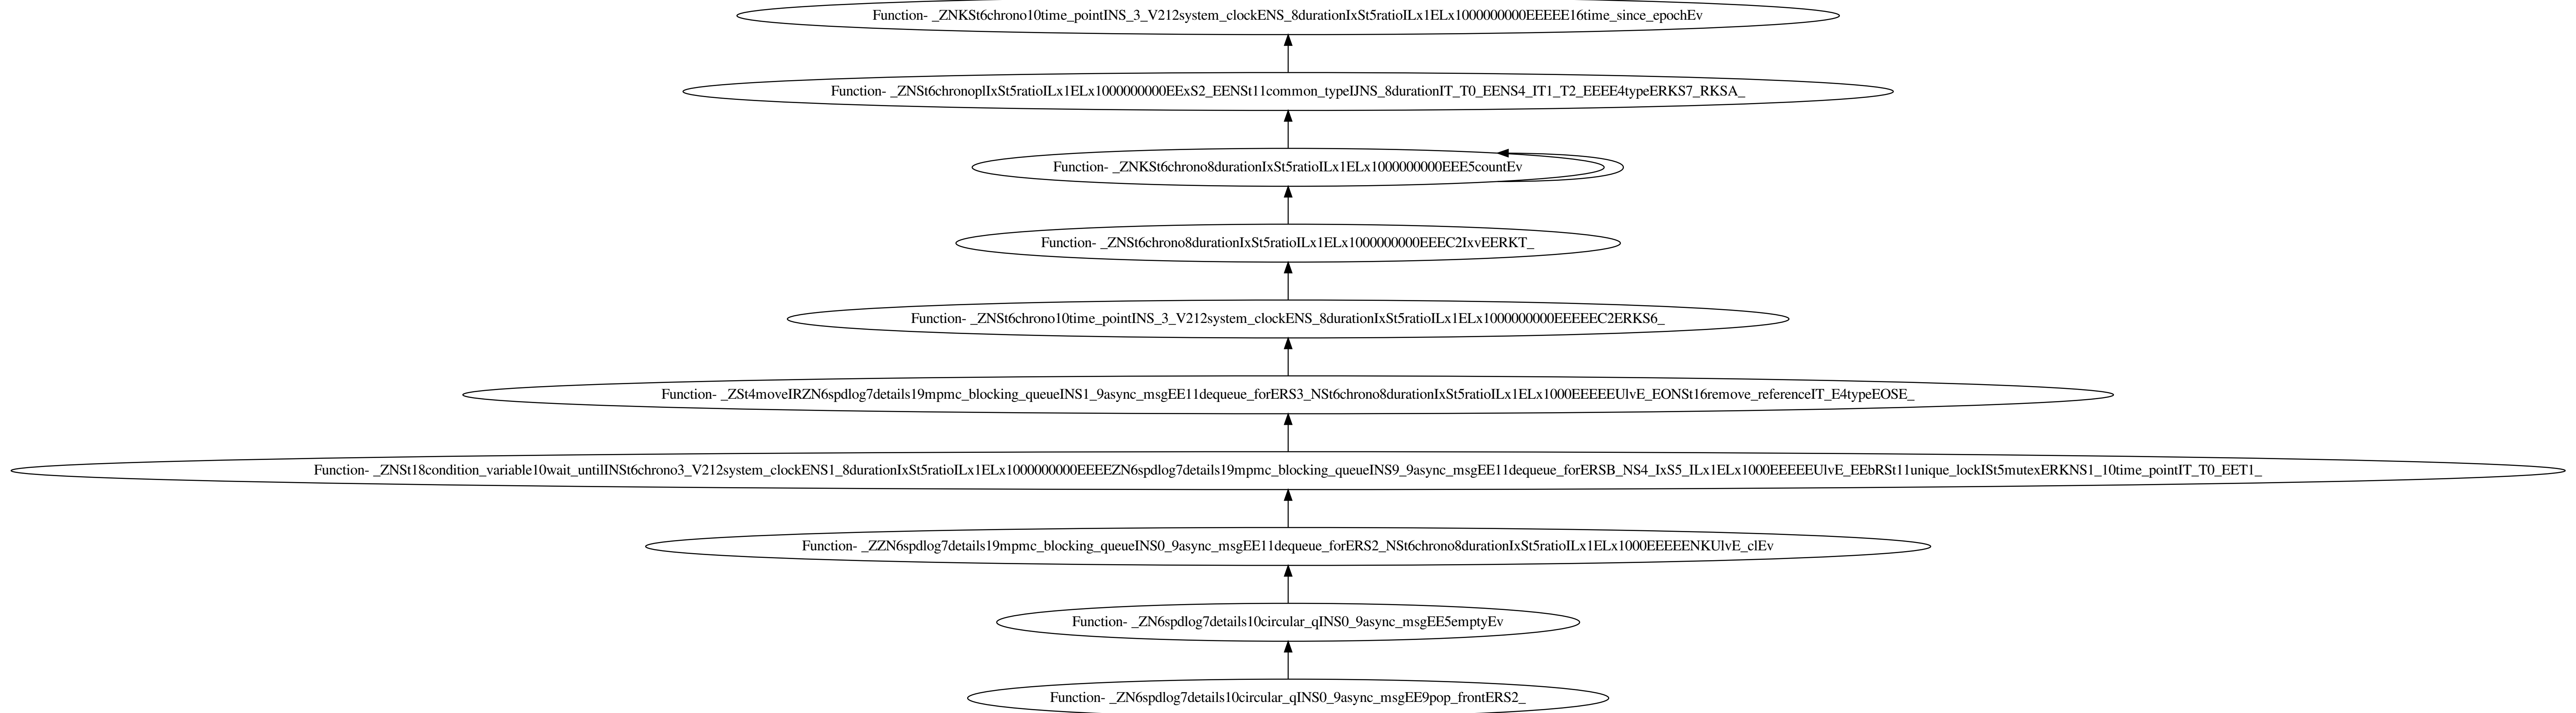 Function- _ZNKSt6chrono10time_pointINS_3_V212system_clockENS_8durationIxSt5ratioILx1ELx1000000000EEEEE16time_since_epochEv
Function- _ZNSt6chronoplIxSt5ratioILx1ELx1000000000EExS2_EENSt11common_typeIJNS_8durationIT_T0_EENS4_IT1_T2_EEEE4typeERKS7_RKSA_
Function- _ZNKSt6chrono8durationIxSt5ratioILx1ELx1000000000EEE5countEv
Function- _ZNSt6chrono8durationIxSt5ratioILx1ELx1000000000EEEC2IxvEERKT_
Function- _ZNSt6chrono10time_pointINS_3_V212system_clockENS_8durationIxSt5ratioILx1ELx1000000000EEEEEC2ERKS6_
Function- _ZSt4moveIRZN6spdlog7details19mpmc_blocking_queueINS1_9async_msgEE11dequeue_forERS3_NSt6chrono8durationIxSt5ratioILx1ELx1000EEEEEUlvE_EONSt16remove_referenceIT_E4typeEOSE_
Function- _ZNSt18condition_variable10wait_untilINSt6chrono3_V212system_clockENS1_8durationIxSt5ratioILx1ELx1000000000EEEEZN6spdlog7details19mpmc_blocking_queueINS9_9async_msgEE11dequeue_forERSB_NS4_IxS5_ILx1ELx1000EEEEEUlvE_EEbRSt11unique_lockISt5mutexERKNS1_10time_pointIT_T0_EET1_
Function- _ZZN6spdlog7details19mpmc_blocking_queueINS0_9async_msgEE11dequeue_forERS2_NSt6chrono8durationIxSt5ratioILx1ELx1000EEEEENKUlvE_clEv
Function- _ZN6spdlog7details10circular_qINS0_9async_msgEE5emptyEv
Function- _ZN6spdlog7details10circular_qINS0_9async_msgEE9pop_frontERS2_